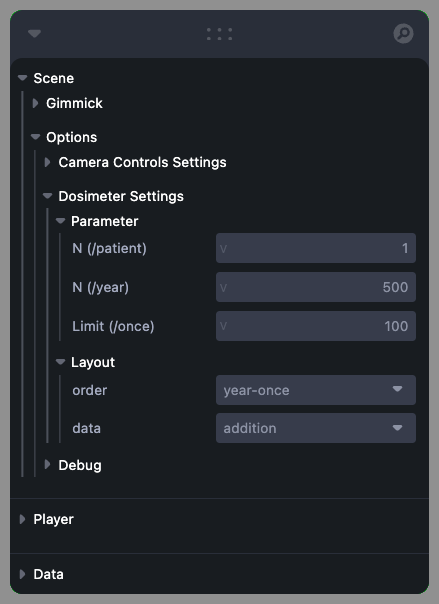 Scene
Gimmick
Options
Camera Controls Settings
Dosimeter Settings
Parameter
N (/patient) v 1
N (/year) v 500
Limit (/once) v 100
Layout
order year-once
data addition
Debug
Player
Data